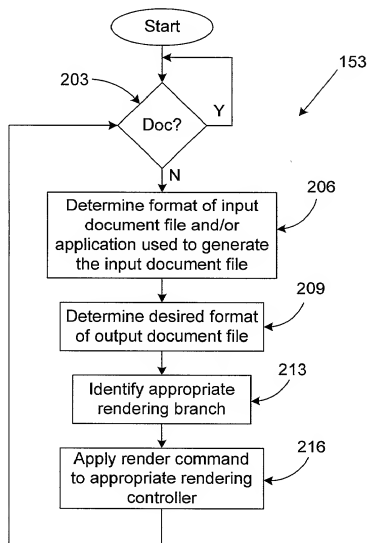 Start
203
153
Doc?
Y
N
206
Determine format of input
document file and/or
application used to generate
the input document file
209
Determine desired format
of output document file
213
Identify appropriate
rendering branch
216
Apply render command
to appropriate rendering
controller